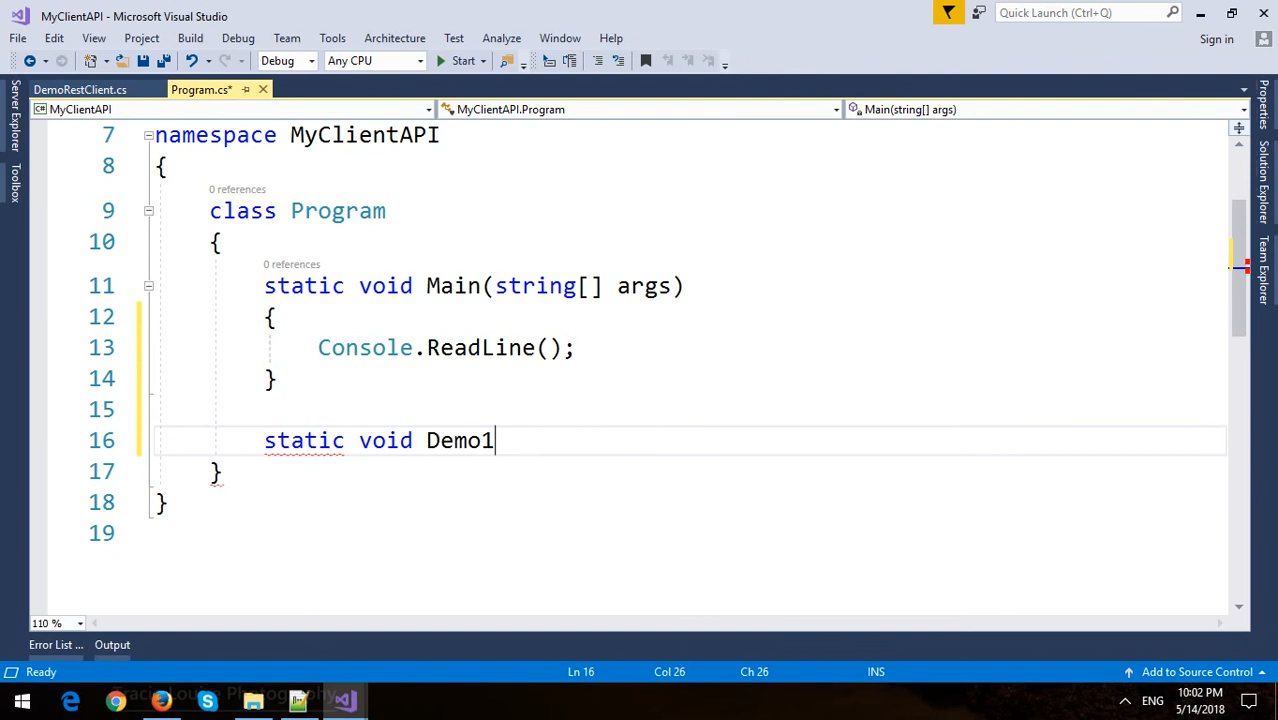 MyClientAPI - Microsoft Visual Studio
Quick Launch (Ctrl+Q)
File Edit View Project Build Debug Team Tools Architecture Test Analyze Window Help
Sign in
Debug Any CPU Start
DemoRestClient.cs Program.cs*
MyClientAPI MyClientAPI.Program Main(string[] args)
Server Explorer
Toolbox
Properties
Solution Explorer
Team Explorer
7 namespace MyClientAPI
8 {
0 references
9 class Program
10 {
0 references
11 static void Main(string[] args)
12 {
13 Console.ReadLine();
14 }
15
16 static void Demo1
17 }
18 }
19
110 %
Error List ... Output
Ready Ln 16 Col 26 Ch 26 INS Add to Source Control
Tracie Louise Photography
ENG 10:02 PM
5/14/2018